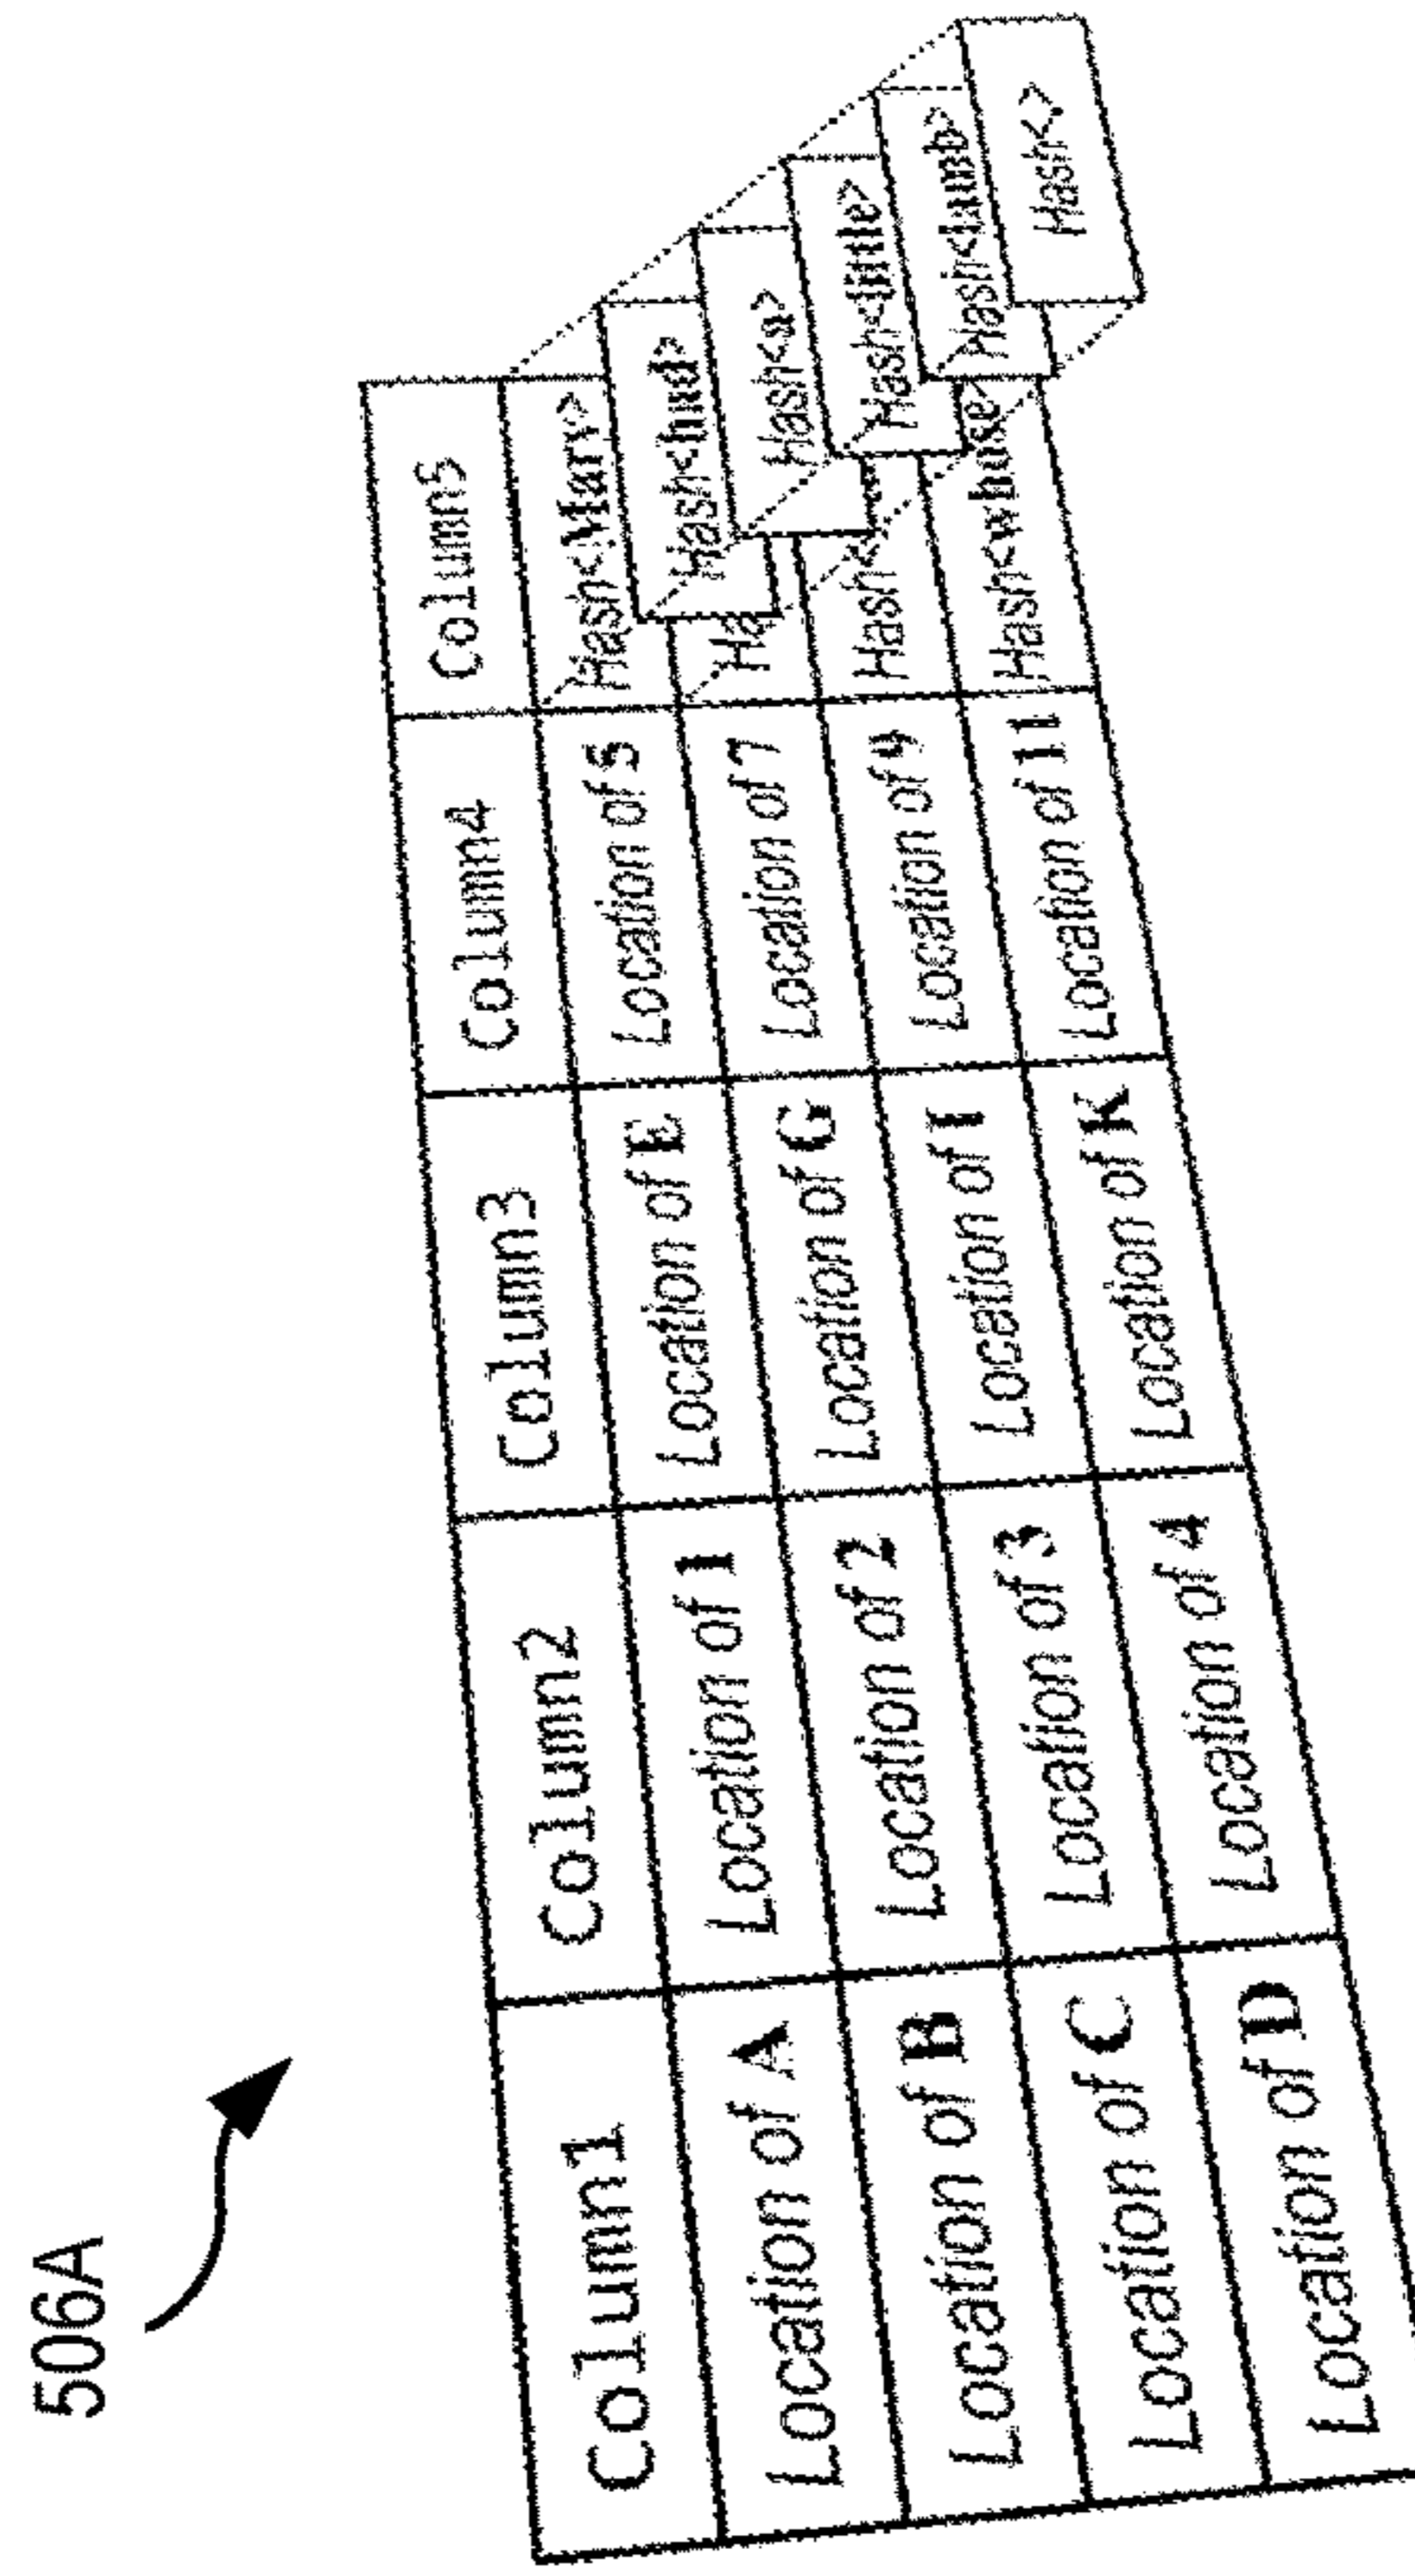 506A
Column1 Column2 Column3 Column4 Column5
Location of A Location of 1 Location of E Location of 5 Hash<Mary>
Hash<had>
Hash<a>
Hash<little>
Hash<lamb>
Hash<.>
Location of B Location of 2 Location of G Location of 7 Ha
Location of C Location of 3 Location of I Location of 9 Hash<
Location of D Location of 4 Location of K Location of 11 Hash<whose>